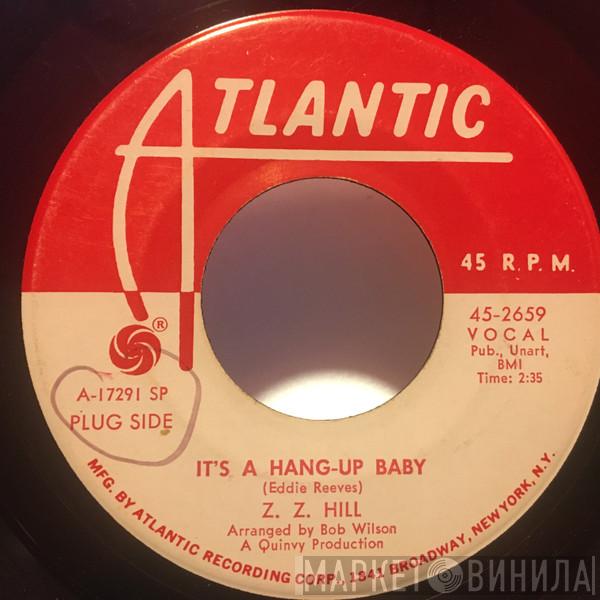 ATLANTIC
45 R.P.M.
®
45-2659
VOCAL
Pub., Unart,
BMI
Time: 2:35
A-17291 SP
PLUG SIDE
IT'S A HANG-UP BABY
(Eddie Reeves)
Z. Z. HILL
Arranged by Bob Wilson
A Quinvy Production
MFG. BY ATLANTIC RECORDING CORP., 1841 BROADWAY, NEW YORK, N.Y.
МАРКЕТ ВИНИЛА